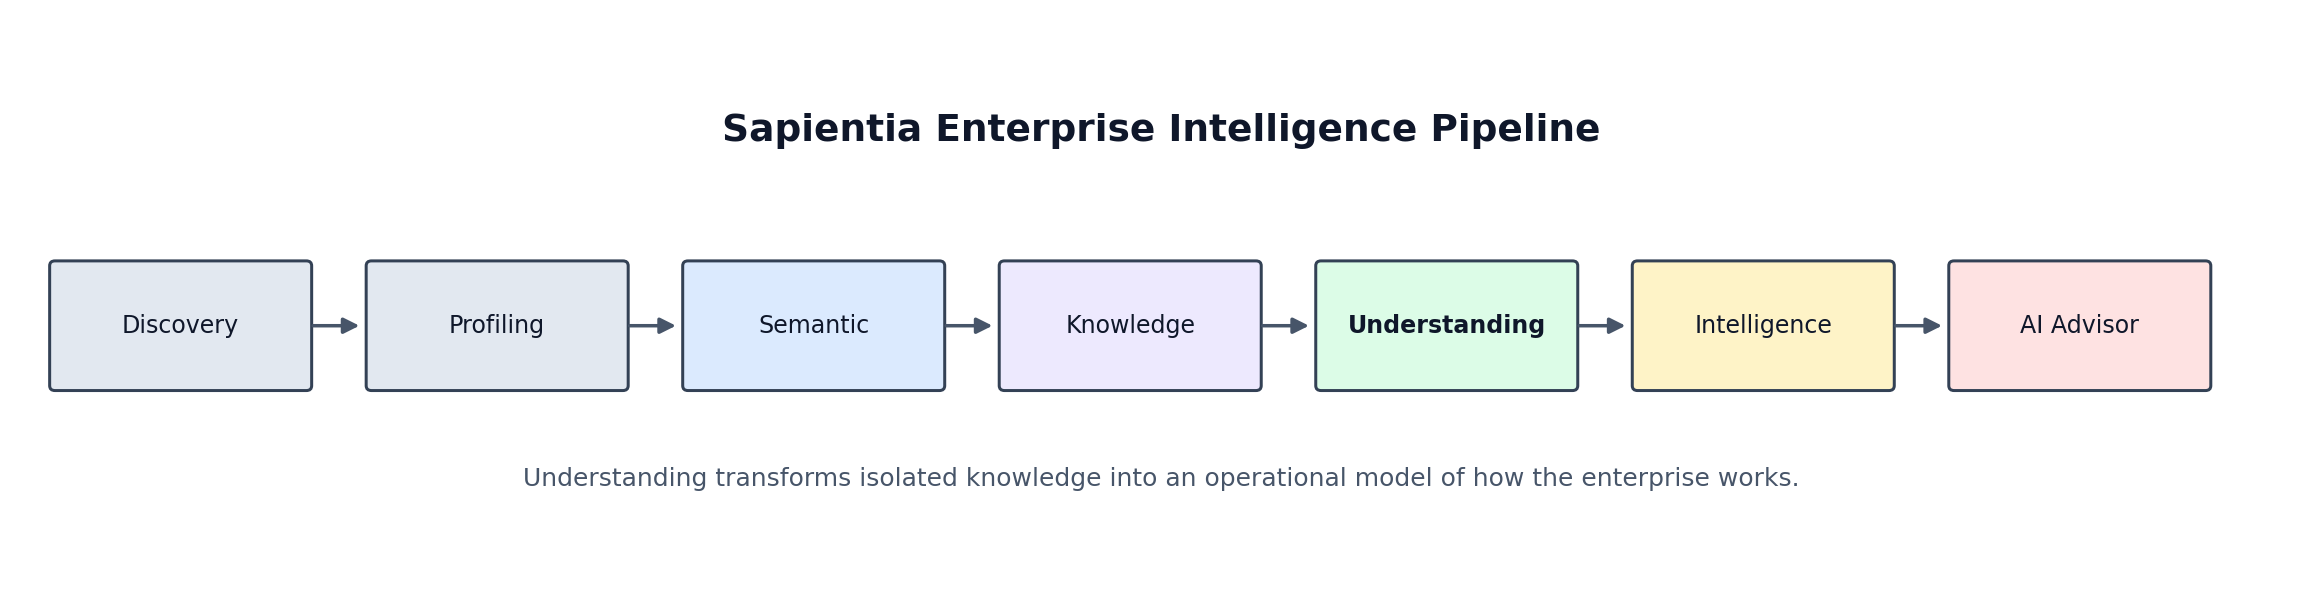 Sapientia Enterprise Intelligence Pipeline
Discovery
Profiling
Semantic
Knowledge
Understanding
Intelligence
AI Advisor
Understanding transforms isolated knowledge into an operational model of how the enterprise works.